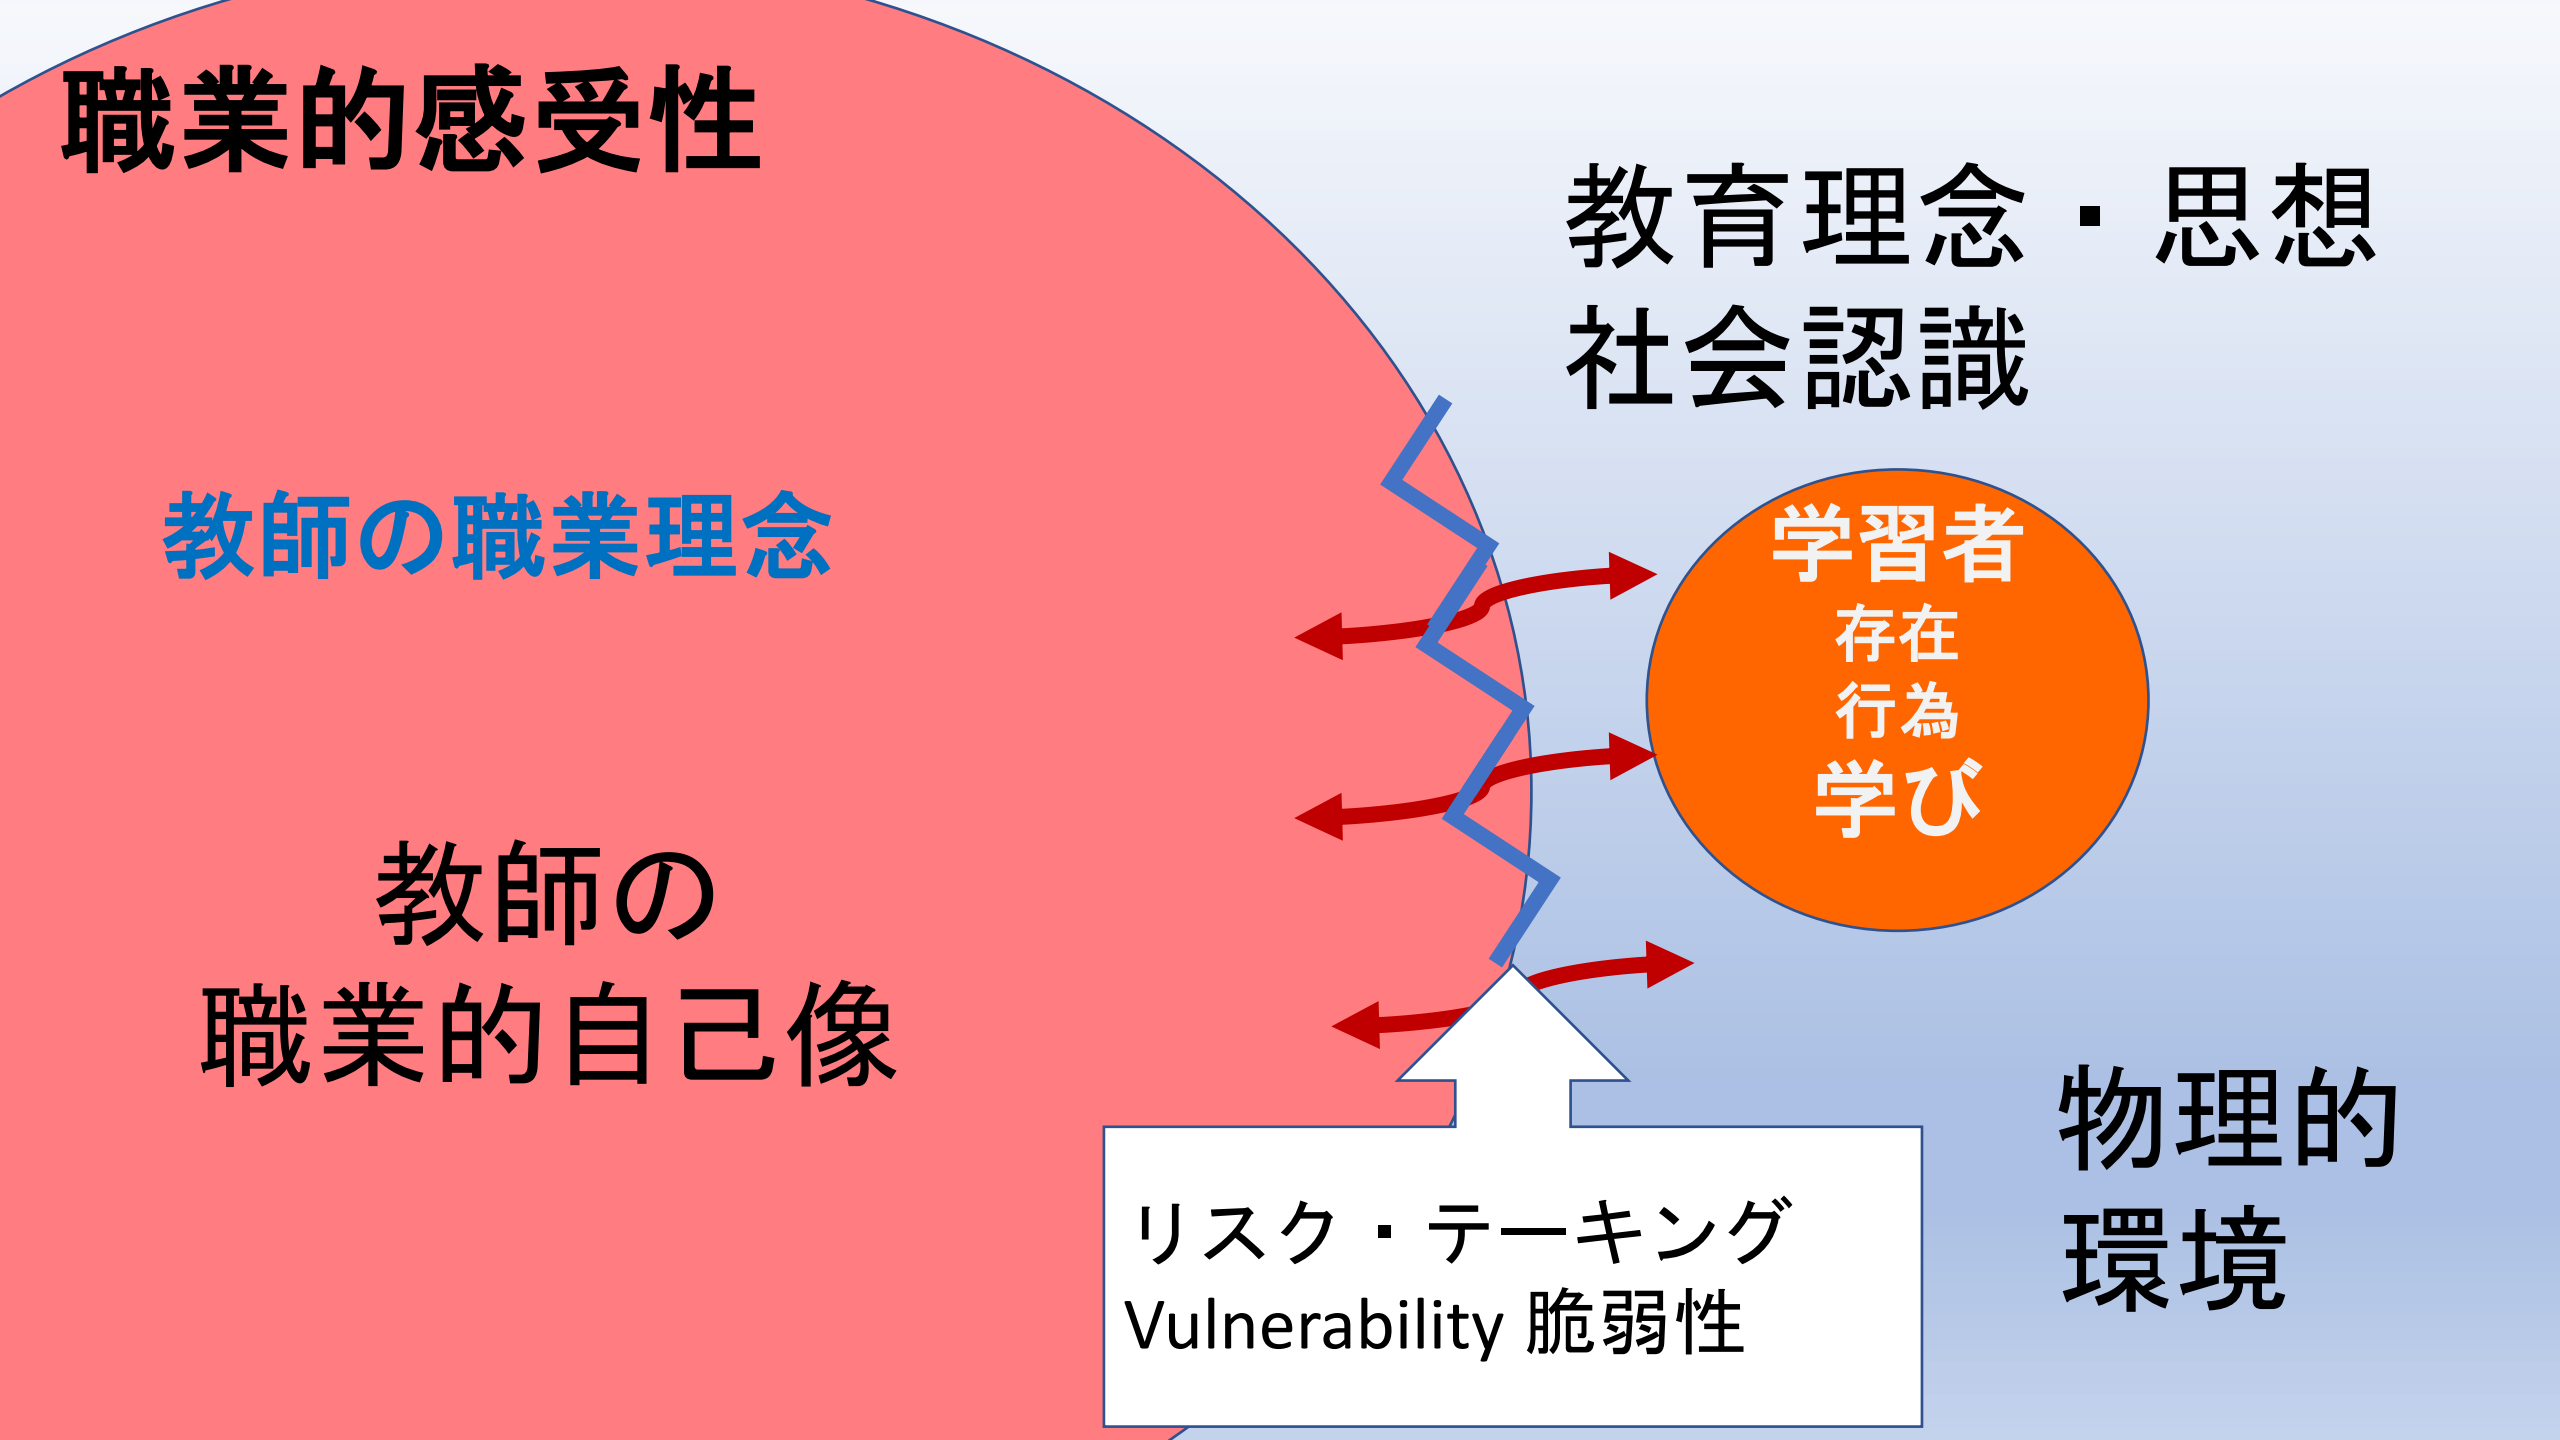 職業的感受性
教師の職業理念
教師の
職業的自己像
教育理念・思想
社会認識
学習者
存在
行為
学び
物理的
環境
リスク・テーキング
Vulnerability 脆弱性